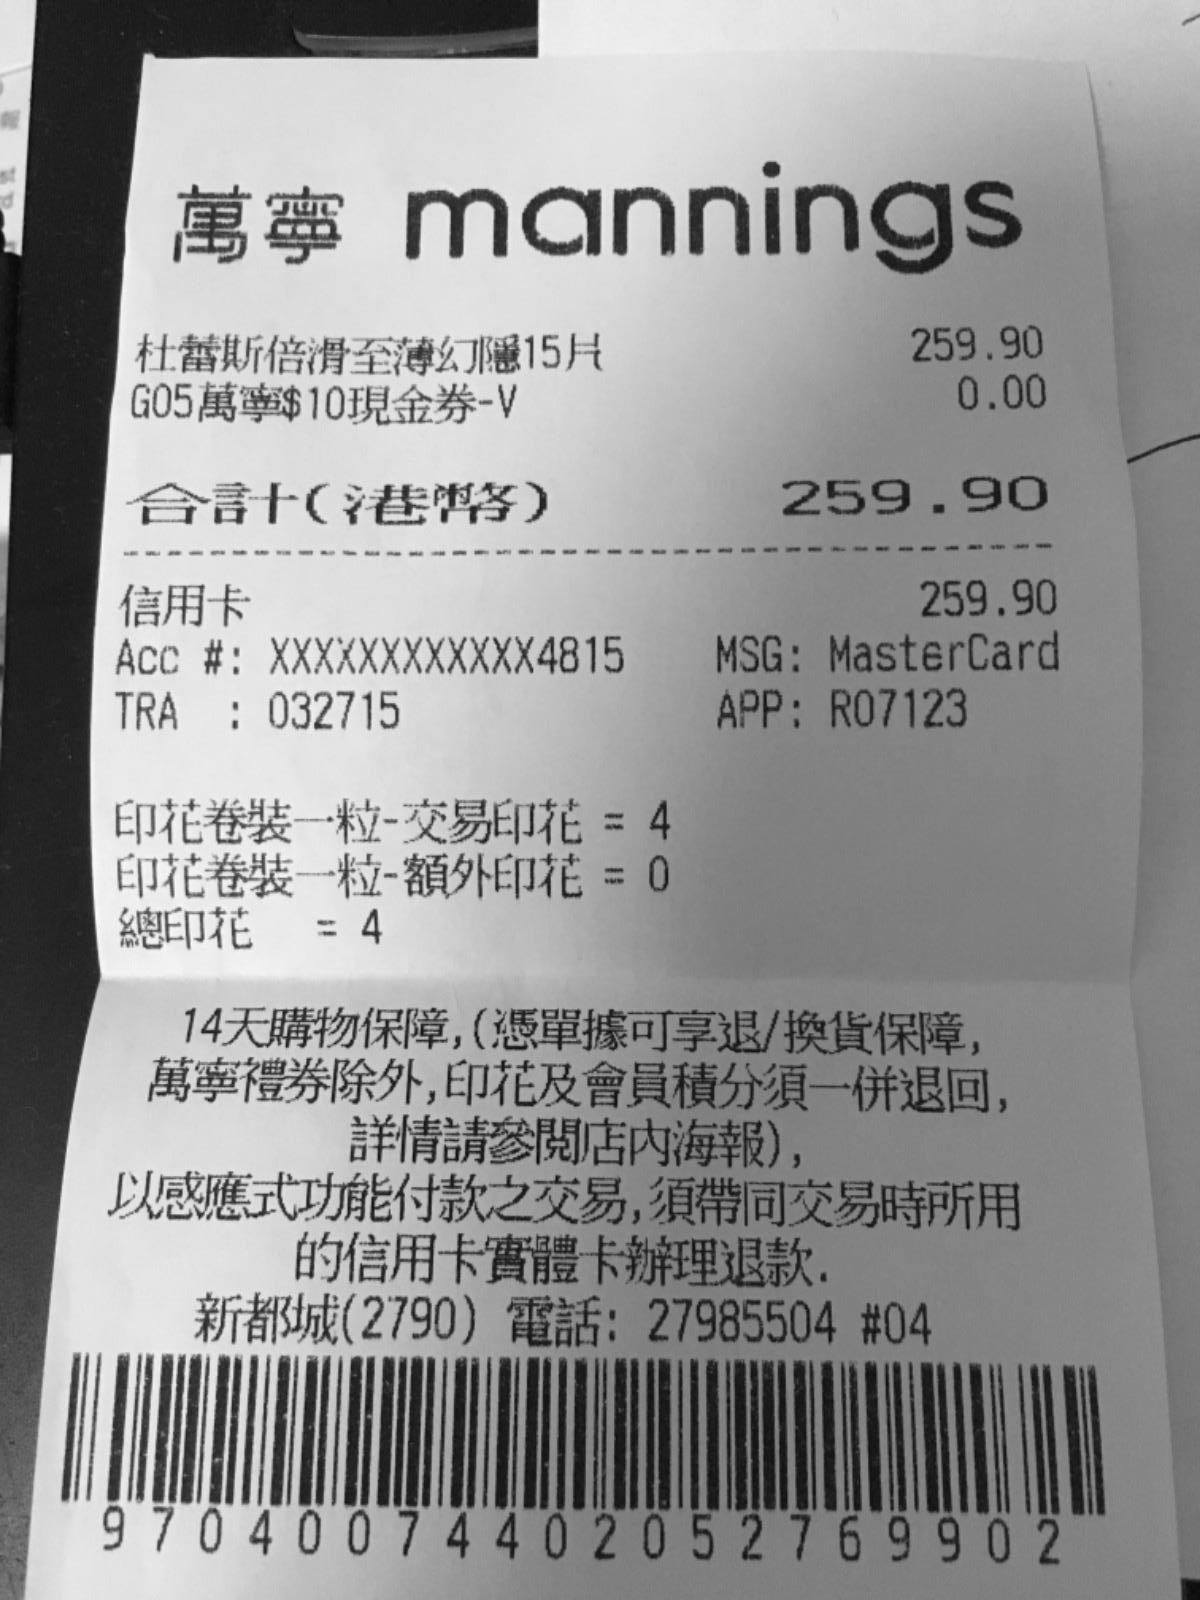 萬寧 mannings
杜蕾斯倍滑至薄幻隱15片 259.90
G05萬寧$10現金券-V 0.00
合計(港幣) 259.90
信用卡 259.90
Acc #: XXXXXXXXXXXX4815 MSG: MasterCard
TRA : 032715 APP: R07123
印花卷裝一粒-交易印花 = 4
印花卷裝一粒-額外印花 = 0
總印花 = 4
14天購物保障,(憑單據可享退/換貨保障,
萬寧禮券除外,印花及會員積分須一併退回,
詳情請參閱店內海報),
以感應式功能付款之交易,須帶同交易時所用
的信用卡實體卡辦理退款.
新都城(2790) 電話: 27985504 #04
97040074402052769902